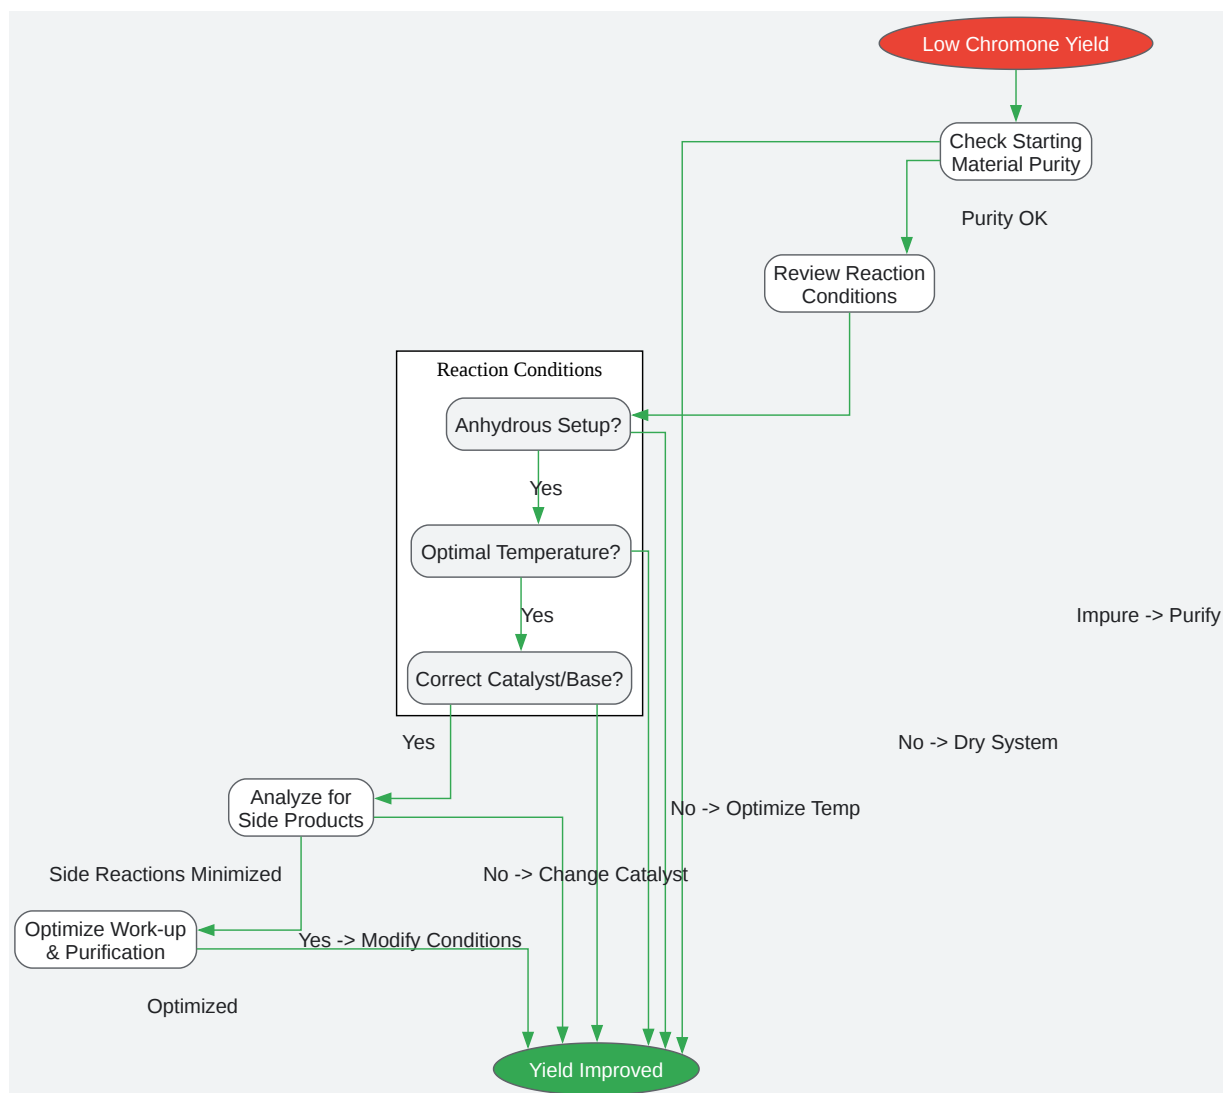 Low Chromone Yield
Check Starting
Material Purity
Purity OK
Review Reaction
Conditions
Reaction Conditions
Anhydrous Setup?
Yes
Optimal Temperature?
Yes
Impure -> Purify
Correct Catalyst/Base?
Yes
No -> Dry System
Analyze for
Side Products
No -> Optimize Temp
Side Reactions Minimized
No -> Change Catalyst
Optimize Work-up
& Purification
Yes -> Modify Conditions
Optimized
Yield Improved